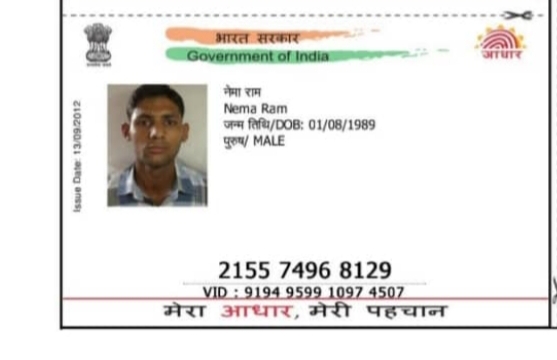 भारत सरकार
Government of India
आधार
Issue Date: 13/09/2012
नेमा राम
Nema Ram
जन्म तिथि/DOB: 01/08/1989
पुरुष/ MALE
2155 7496 8129
VID : 9194 9599 1097 4507
मेरा आधार, मेरी पहचान